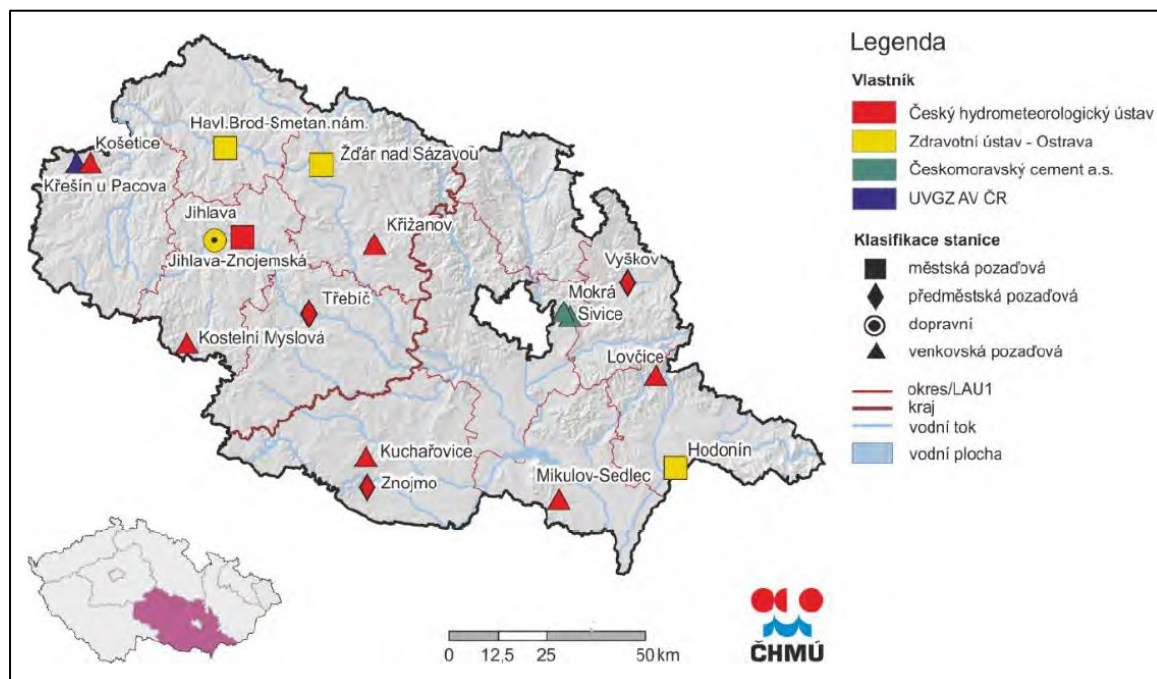 Legenda
Vlastník
Český hydrometeorologický ústav
Zdravotní ústav - Ostrava
Českomoravský cement a.s.
UVGZ AV ČR
Klasifikace stanice
městská pozaďová
předměstská pozaďová
dopravní
venkovská pozaďová
okres/LAU1
kraj
vodní tok
vodní plocha
Havl.Brod-Smetan.nám.
Košetice
Žďár nad Sázavou
Křešín u Pacova
Jihlava
Křižanov
Jihlava-Znojemská
Vyškov
Třebíč
Mokrá
Sivice
Kostelní Myslová
Lovčice
Kuchařovice
Hodonín
Mikulov-Sedlec
Znojmo
0 12,5 25 50 km
ČHMÚ